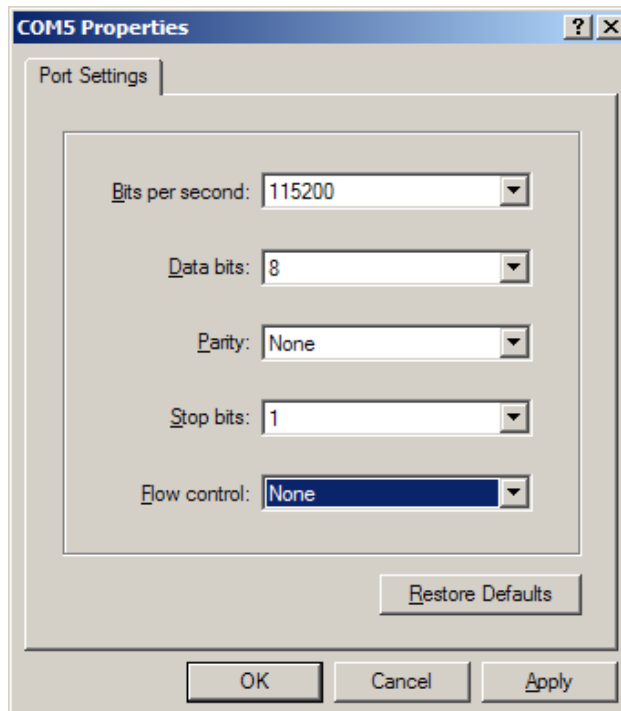 COM5 Properties
Port Settings
Bits per second: 115200
Data bits: 8
Parity: None
Stop bits: 1
Flow control: None
Restore Defaults
OK Cancel Apply